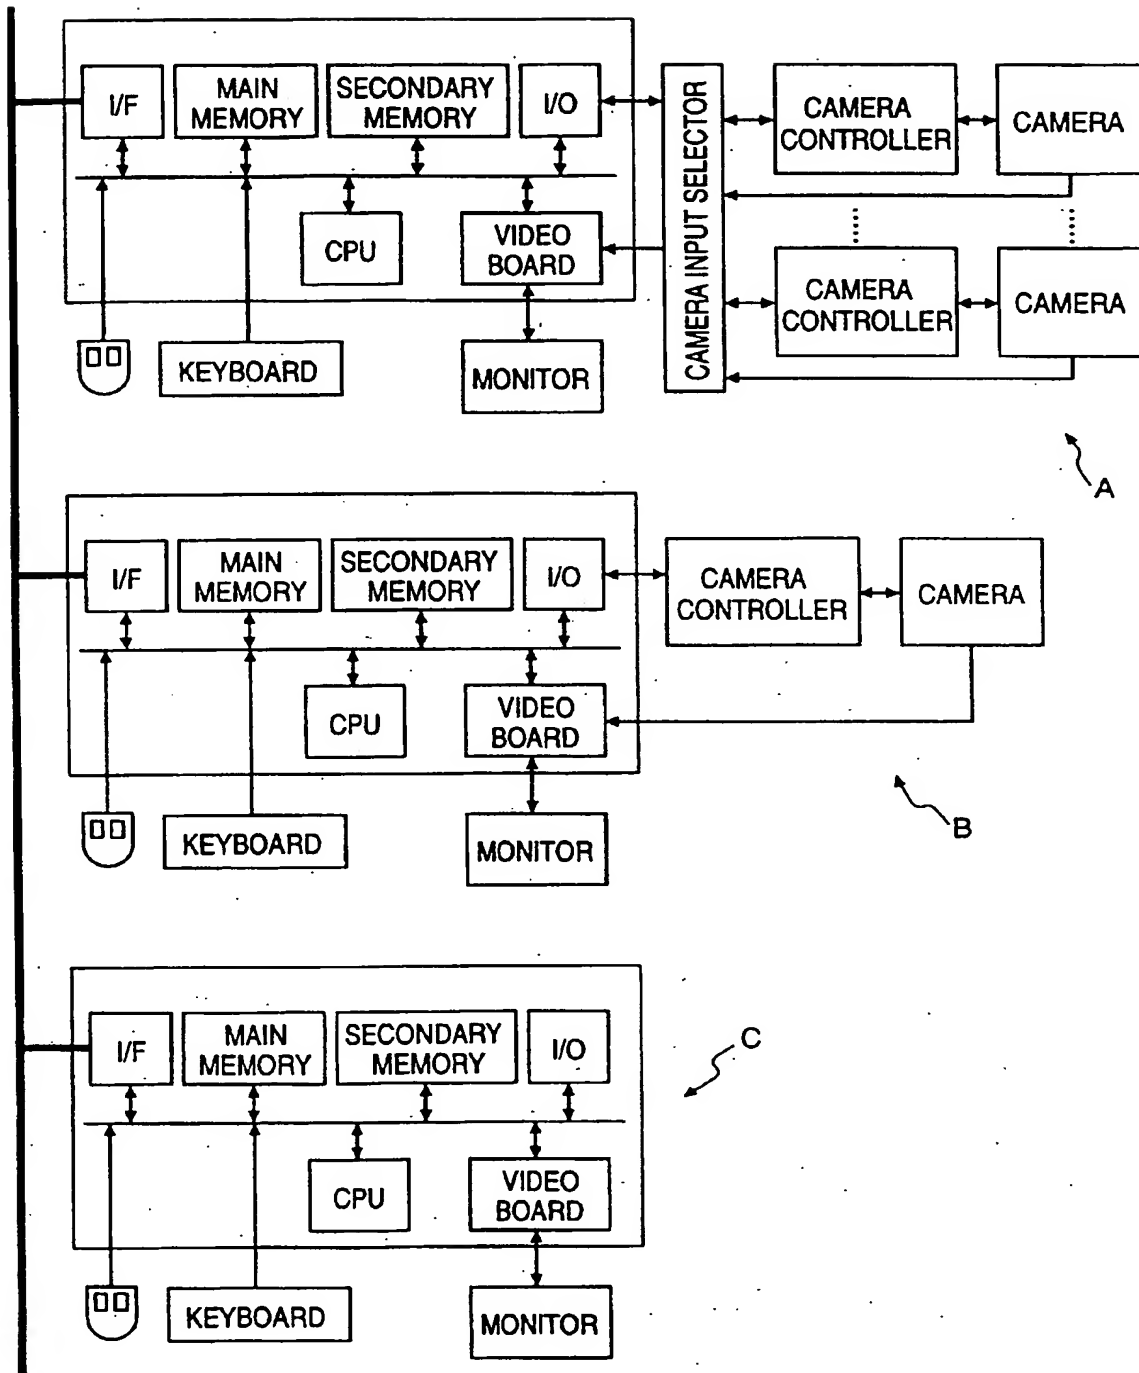 I/F
MAIN
MEMORY
SECONDARY
MEMORY
I/O
CAMERA INPUT SELECTOR
CAMERA
CONTROLLER
CAMERA
CPU
VIDEO
BOARD
CAMERA
CONTROLLER
CAMERA
KEYBOARD
MONITOR
A
I/F
MAIN
MEMORY
SECONDARY
MEMORY
I/O
CAMERA
CONTROLLER
CAMERA
CPU
VIDEO
BOARD
KEYBOARD
MONITOR
B
I/F
MAIN
MEMORY
SECONDARY
MEMORY
I/O
C
CPU
VIDEO
BOARD
KEYBOARD
MONITOR